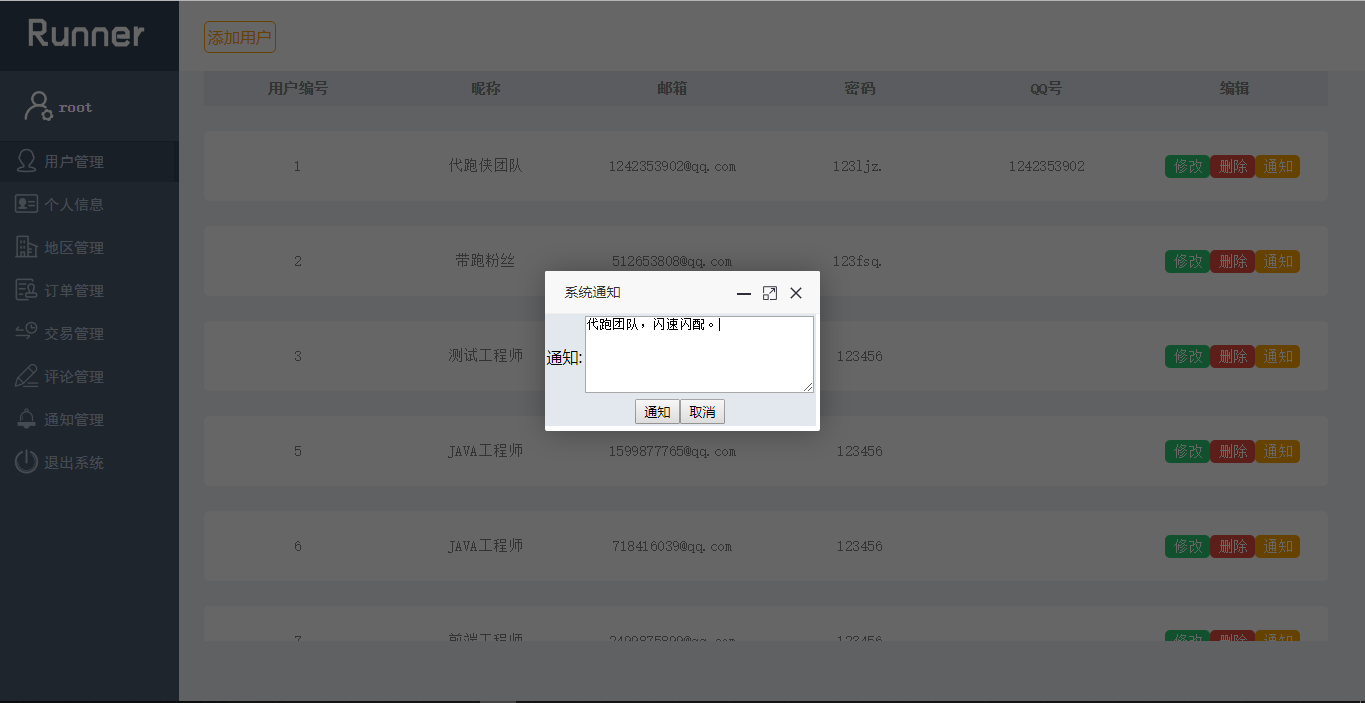 Runner
添加用户
root
用户管理
个人信息
地区管理
订单管理
交易管理
评论管理
通知管理
退出系统
用户编号 昵称 邮箱 密码 QQ号 编辑
1 代跑侠团队 1242353902@qq.com 123ljz. 1242353902 修改 删除 通知
2 带跑粉丝 512653808@qq.com 123fsq. 修改 删除 通知
系统通知
通知: 代跑团队，闪速闪配。
通知 取消
3 测试工程师 123456 修改 删除 通知
5 JAVA工程师 1599877765@qq.com 123456 修改 删除 通知
6 JAVA工程师 718416039@qq.com 123456 修改 删除 通知
7 前端工程师 2499875899@qq.com 123456 修改 删除 通知